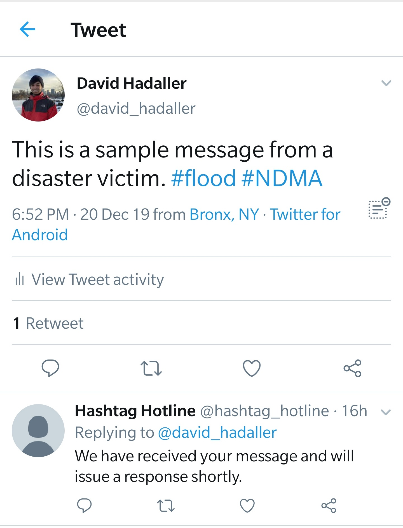 Tweet
David Hadaller
@david_hadaller
This is a sample message from a
disaster victim. #flood #NDMA
6:52 PM · 20 Dec 19 from Bronx, NY · Twitter for
Android
View Tweet activity
1 Retweet
Hashtag Hotline @hashtag_hotline · 16h
Replying to @david_hadaller
We have received your message and will
issue a response shortly.